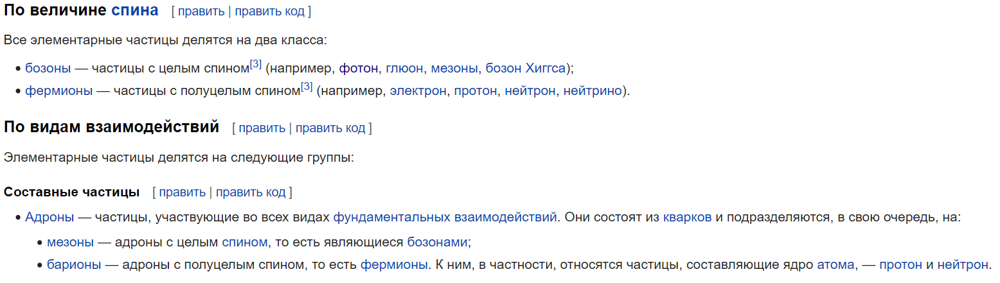 По величине спина [ править | править код ]
Все элементарные частицы делятся на два класса:
• бозоны — частицы с целым спином[3] (например, фотон, глюон, мезоны, бозон Хиггса);
• фермионы — частицы с полуцелым спином[3] (например, электрон, протон, нейтрон, нейтрино).
По видам взаимодействий [ править | править код ]
Элементарные частицы делятся на следующие группы:
Составные частицы [ править | править код ]
• Адроны — частицы, участвующие во всех видах фундаментальных взаимодействий. Они состоят из кварков и подразделяются, в свою очередь, на:
• мезоны — адроны с целым спином, то есть являющиеся бозонами;
• барионы — адроны с полуцелым спином, то есть фермионы. К ним, в частности, относятся частицы, составляющие ядро атома, — протон и нейтрон.